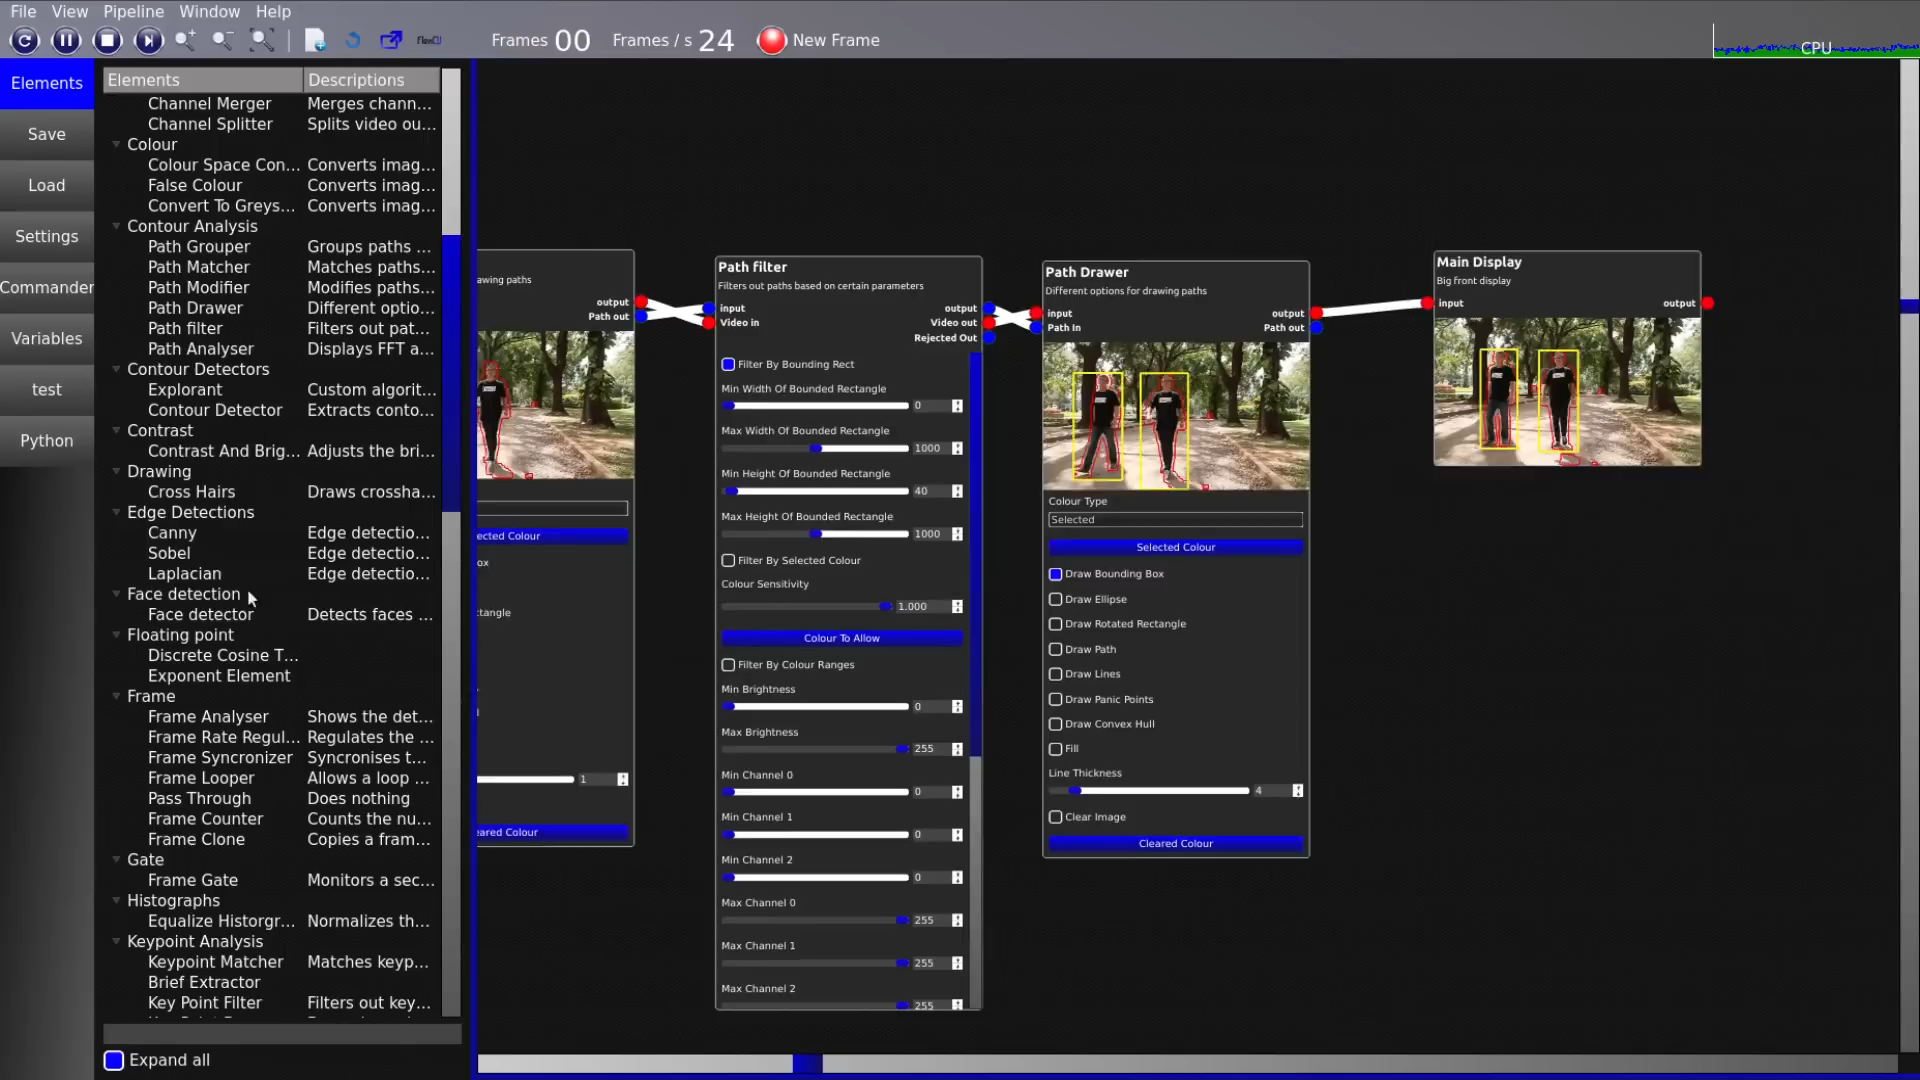 File View Pipeline Window Help
FlowCU
Frames 00 Frames / s 24 New Frame
CPU
Elements
Save
Load
Settings
Commander
Variables
test
Python
Elements Descriptions
Channel Merger Merges chann...
Channel Splitter Splits video ou...
Colour
Colour Space Con... Converts imag...
False Colour Converts imag...
Convert To Greys... Converts imag...
Contour Analysis
Path Grouper Groups paths ...
Path Matcher Matches paths...
Path Modifier Modifies paths...
Path Drawer Different optio...
Path filter Filters out pat...
Path Analyser Displays FFT a...
Contour Detectors
Explorant Custom algorit...
Contour Detector Extracts conto...
Contrast
Contrast And Brig... Adjusts the bri...
Drawing
Cross Hairs Draws crossha...
Edge Detections
Canny Edge detectio...
Sobel Edge detectio...
Laplacian Edge detectio...
Face detection
Face detector Detects faces ...
Floating point
Discrete Cosine T...
Exponent Element
Frame
Frame Analyser Shows the det...
Frame Rate Regul... Regulates the ...
Frame Syncronizer Syncronises t...
Frame Looper Allows a loop ...
Pass Through Does nothing
Frame Counter Counts the nu...
Frame Clone Copies a fram...
Gate
Frame Gate Monitors a sec...
Histographs
Equalize Historgr... Normalizes th...
Keypoint Analysis
Keypoint Matcher Matches keyp...
Brief Extractor
Key Point Filter Filters out key...
Expand all
awing paths
output
Path out
ected Colour
ox
ctangle
1
eared Colour
Path filter
Filters out paths based on certain parameters
input output
Video in Video out
Rejected Out
Filter By Bounding Rect
Min Width Of Bounded Rectangle
0
Max Width Of Bounded Rectangle
1000
Min Height Of Bounded Rectangle
40
Max Height Of Bounded Rectangle
1000
Filter By Selected Colour
Colour Sensitivity
1.000
Colour To Allow
Filter By Colour Ranges
Min Brightness
0
Max Brightness
255
Min Channel 0
0
Min Channel 1
0
Min Channel 2
0
Max Channel 0
255
Max Channel 1
255
Max Channel 2
255
Path Drawer
Different options for drawing paths
input output
Path In Path out
Colour Type
Selected
Selected Colour
Draw Bounding Box
Draw Ellipse
Draw Rotated Rectangle
Draw Path
Draw Lines
Draw Panic Points
Draw Convex Hull
Fill
Line Thickness
4
Clear Image
Cleared Colour
Main Display
Big front display
input output